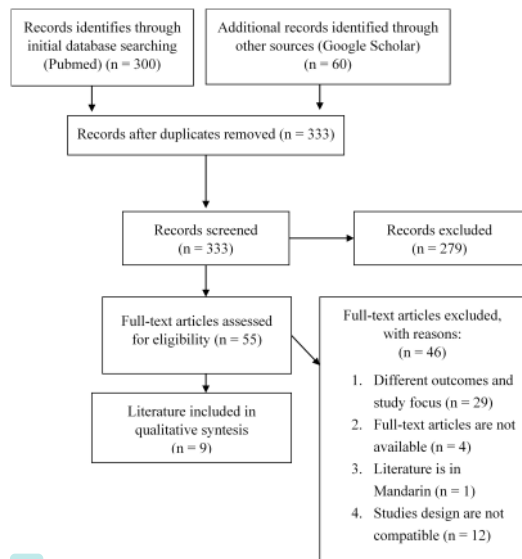 Records identifies through
initial database searching
(Pubmed) (n = 300)
Additional records identified through
other sources (Google Scholar)
(n = 60)
Records after duplicates removed (n = 333)
Records screened
(n = 333)
Records excluded
(n = 279)
Full-text articles assessed
for eligibility (n = 55)
Full-text articles excluded,
with reasons:
(n = 46)
1. Different outcomes and
study focus (n = 29)
2. Full-text articles are not
available (n = 4)
3. Literature is in
Mandarin (n = 1)
4. Studies design are not
compatible (n = 12)
Literature included in
qualitative syntesis
(n = 9)